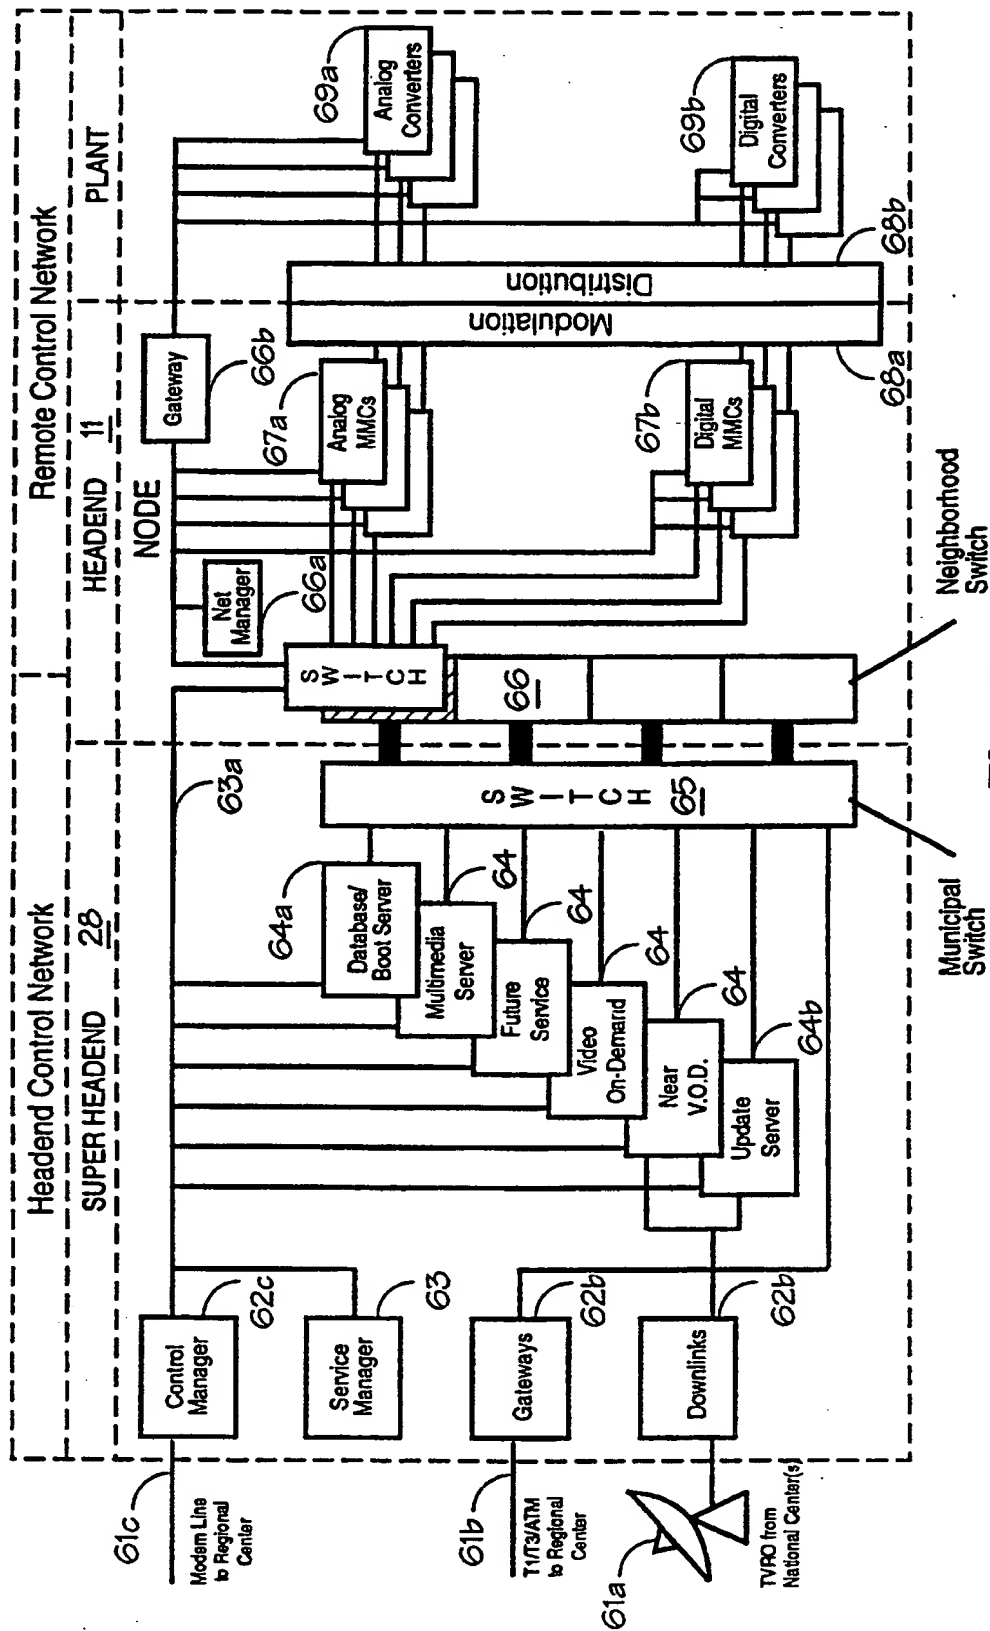 Headend Control Network
Remote Control Network
SUPER HEADEND
28
HEADEND
11
PLANT
NODE
61c
Modem Line
to Regional
Center
Control
Manager
62c
63a
Service
Manager
63
61b
T1/T3/ATM
to Regional
Center
Gateways
62b
61a
TVRO from
National Center(s)
Downlinks
62b
64a
Database/
Boot Server
Multimedia
Server
64
Future
Service
64
Video
On-Demand
64
Near
V.O.D.
64
Update
Server
64b
SWITCH
65
Municipal
Switch
SWITCH
66
Neighborhood
Switch
Net
Manager
66a
Gateway
66b
67a
Analog
MMCs
67b
Digital
MMCs
Modulation
68a
Distribution
68b
69a
Analog
Converters
69b
Digital
Converters